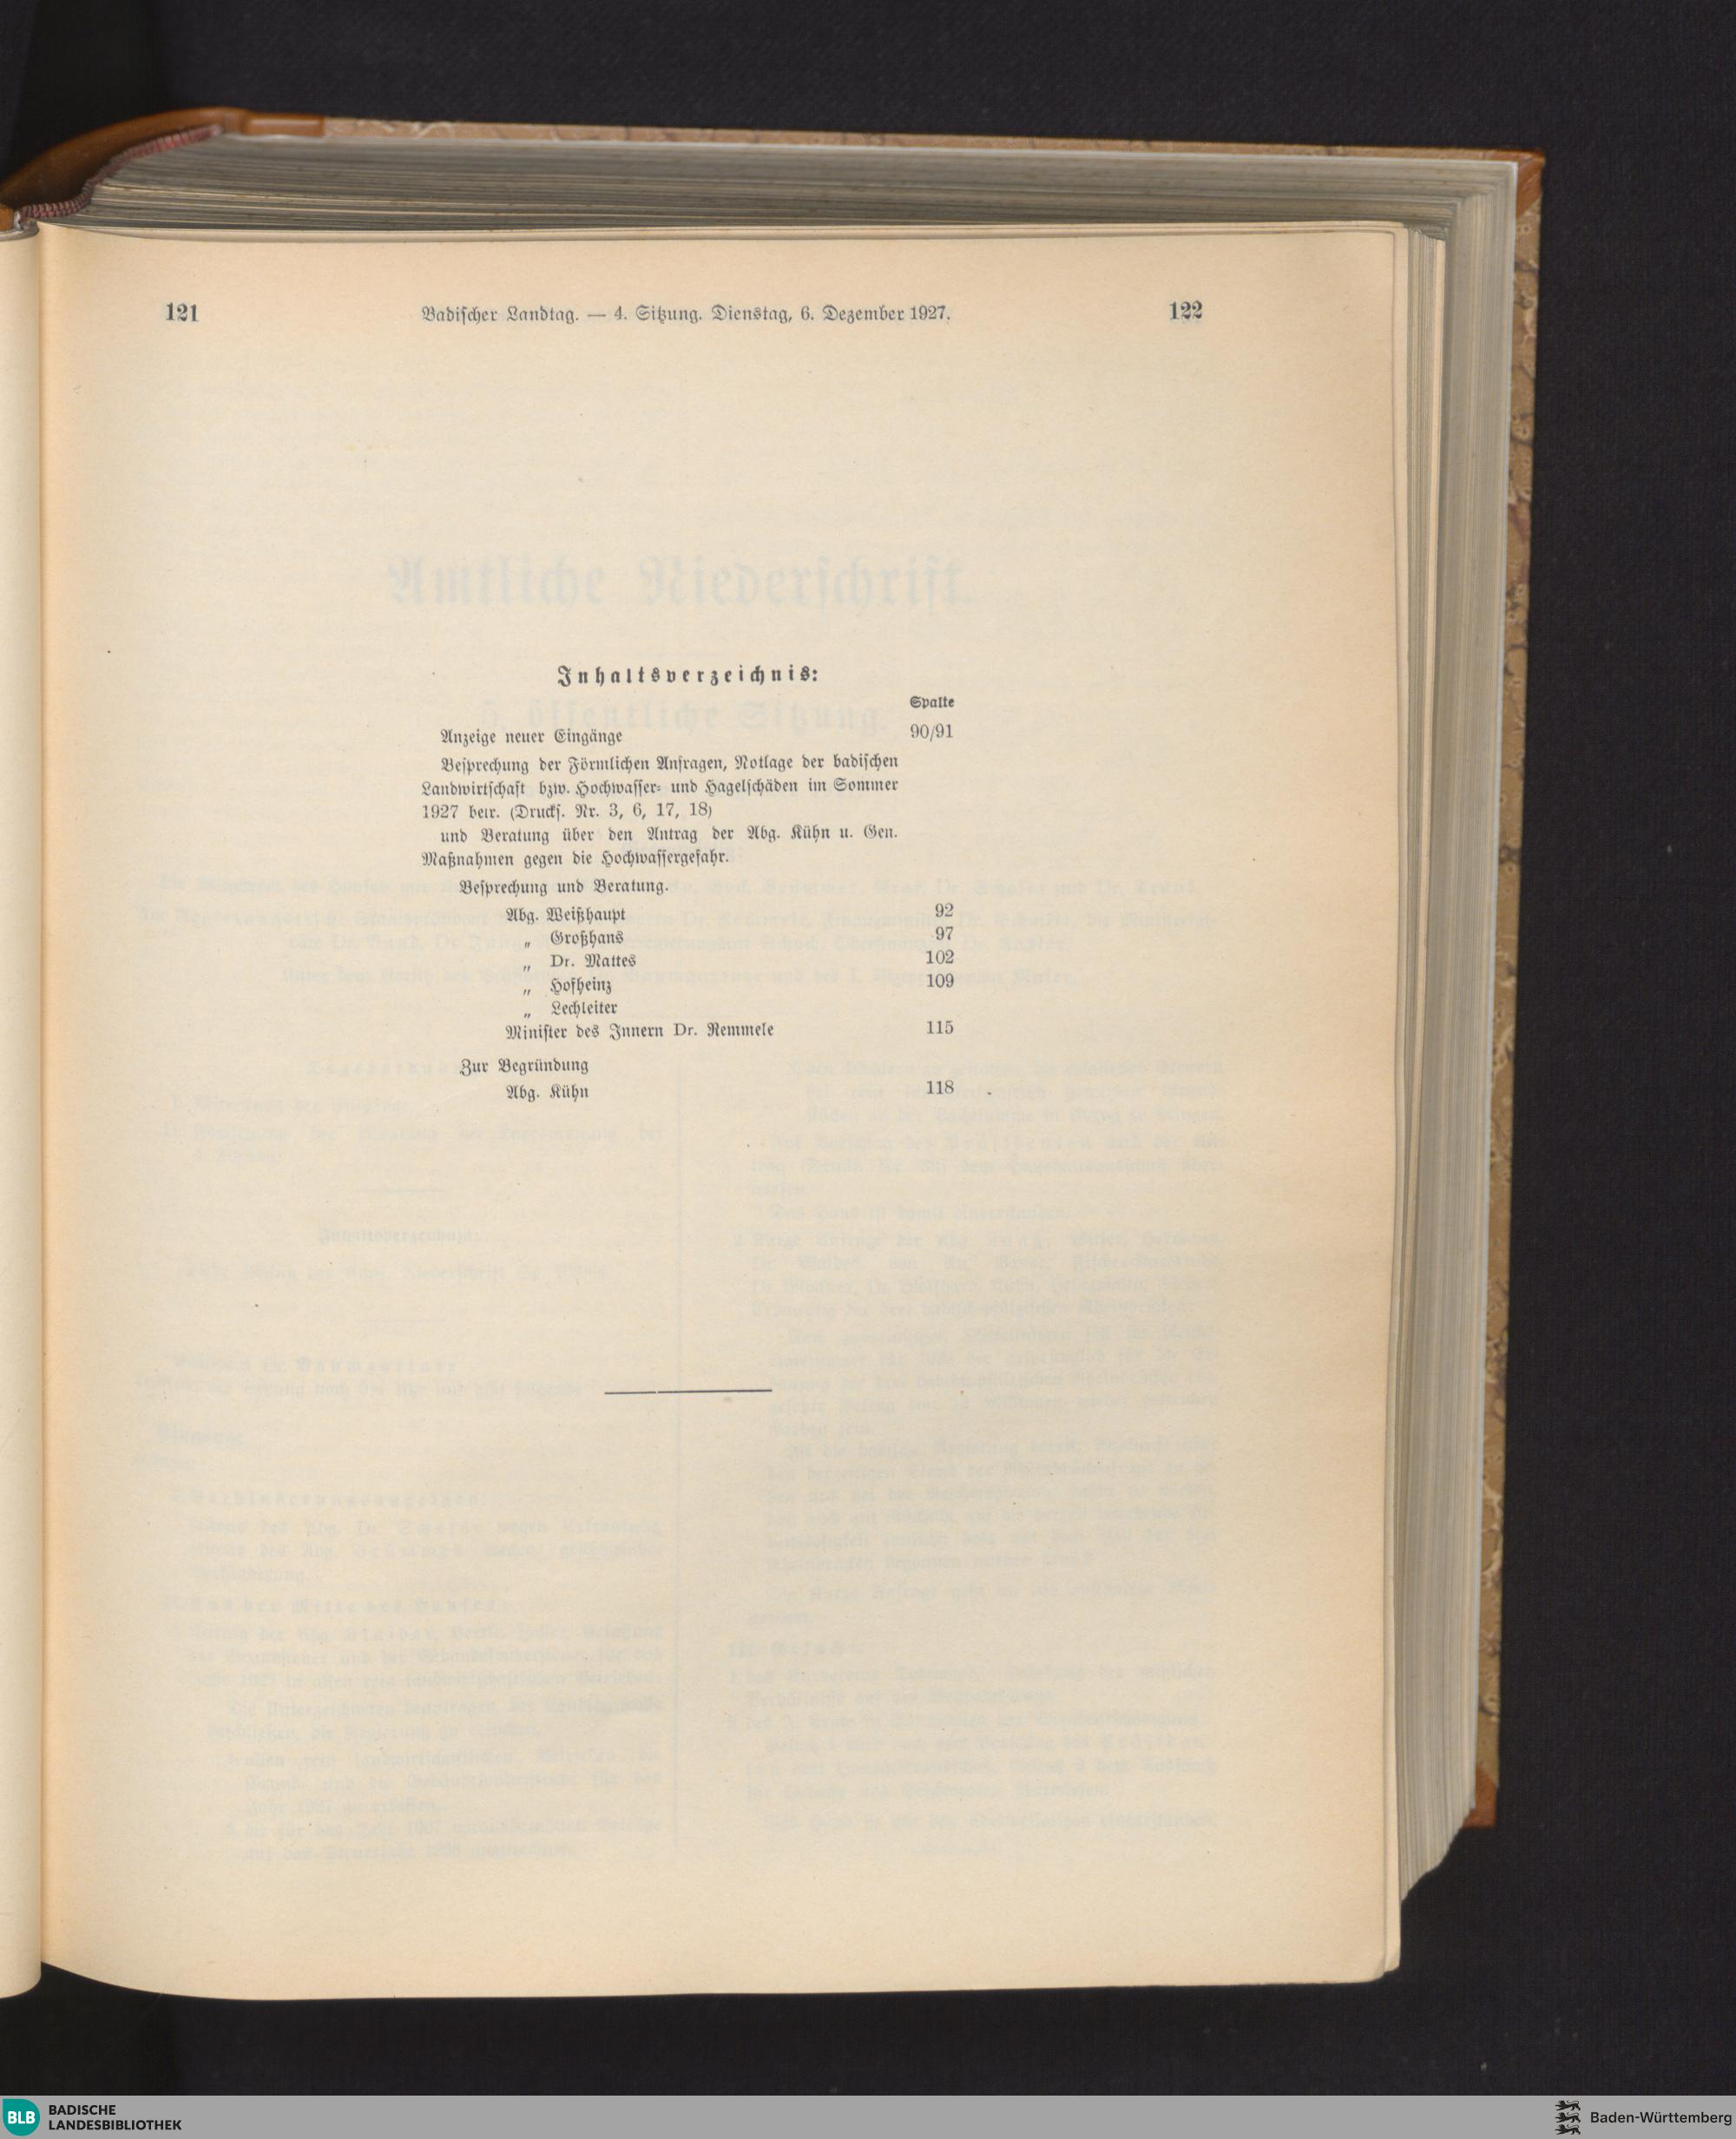 121 Badischer Landtag. — 4. Sitzung. Dienstag, 6. Dezember 1927. 122
Inhaltsverzeichnis:
Spalte
Anzeige neuer Eingänge 90/91
Besprechung der Förmlichen Anfragen, Notlage der badischen
Landwirtschaft bzw. Hochwasser- und Hagelschäden im Sommer
1927 betr. (Drucks. Nr. 3, 6, 17, 18)
und Beratung über den Antrag der Abg. Kühn u. Gen.
Maßnahmen gegen die Hochwassergefahr.
Besprechung und Beratung.
Abg. Weißhaupt 92
„ Großhans 97
„ Dr. Mattes 102
„ Hofheinz 109
„ Lechleiter
Minister des Innern Dr. Remmele 115
Zur Begründung
Abg. Kühn 118
BLB BADISCHE
LANDESBIBLIOTHEK
Baden-Württemberg